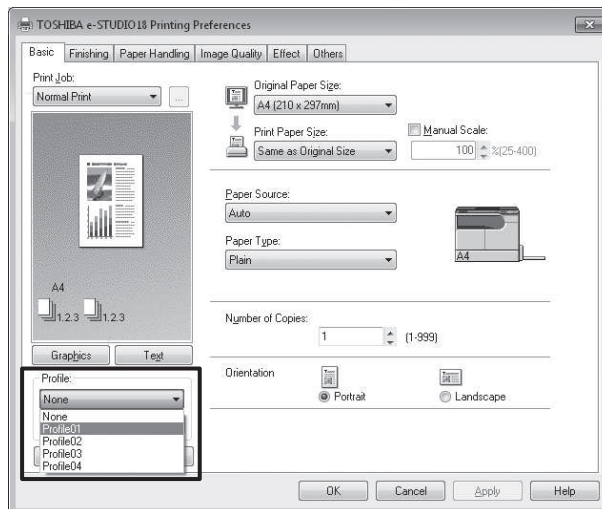 TOSHIBA e-STUDIO18 Printing Preferences
Basic Finishing Paper Handling Image Quality Effect Others
Print Job:
Normal Print
...
Original Paper Size:
A4 (210 x 297mm)
Print Paper Size:
Same as Original Size
Manual Scale:
100 %(25-400)
Paper Source:
Auto
Paper Type:
Plain
A4
A4
1.2.3 1.2.3
Number of Copies:
1 (1-999)
Graphics Text
Orientation
Portrait Landscape
Profile:
None
None
Profile01
Profile02
Profile03
Profile04
OK Cancel Apply Help